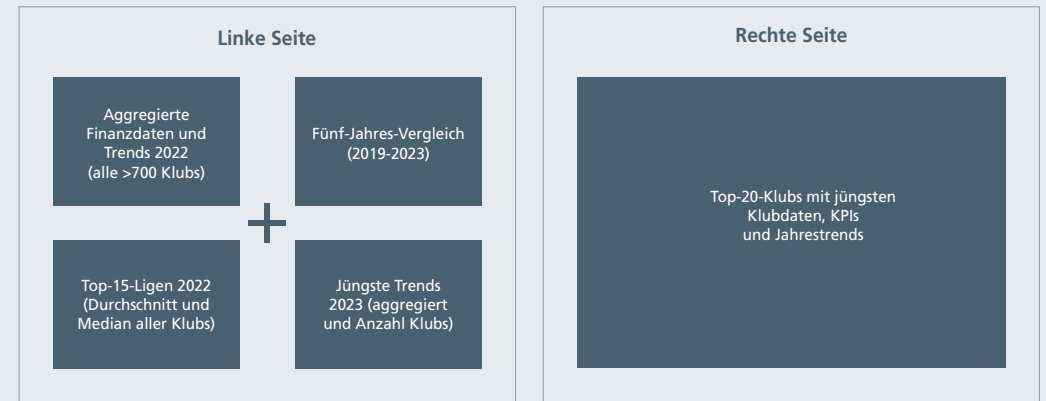 Linke Seite
Aggregierte
Finanzdaten und
Trends 2022
(alle >700 Klubs)
Fünf-Jahres-Vergleich
(2019-2023)
Top-15-Ligen 2022
(Durchschnitt und
Median aller Klubs)
Jüngste Trends
2023 (aggregiert
und Anzahl Klubs)
Rechte Seite
Top-20-Klubs mit jüngsten
Klubdaten, KPIs
und Jahrestrends